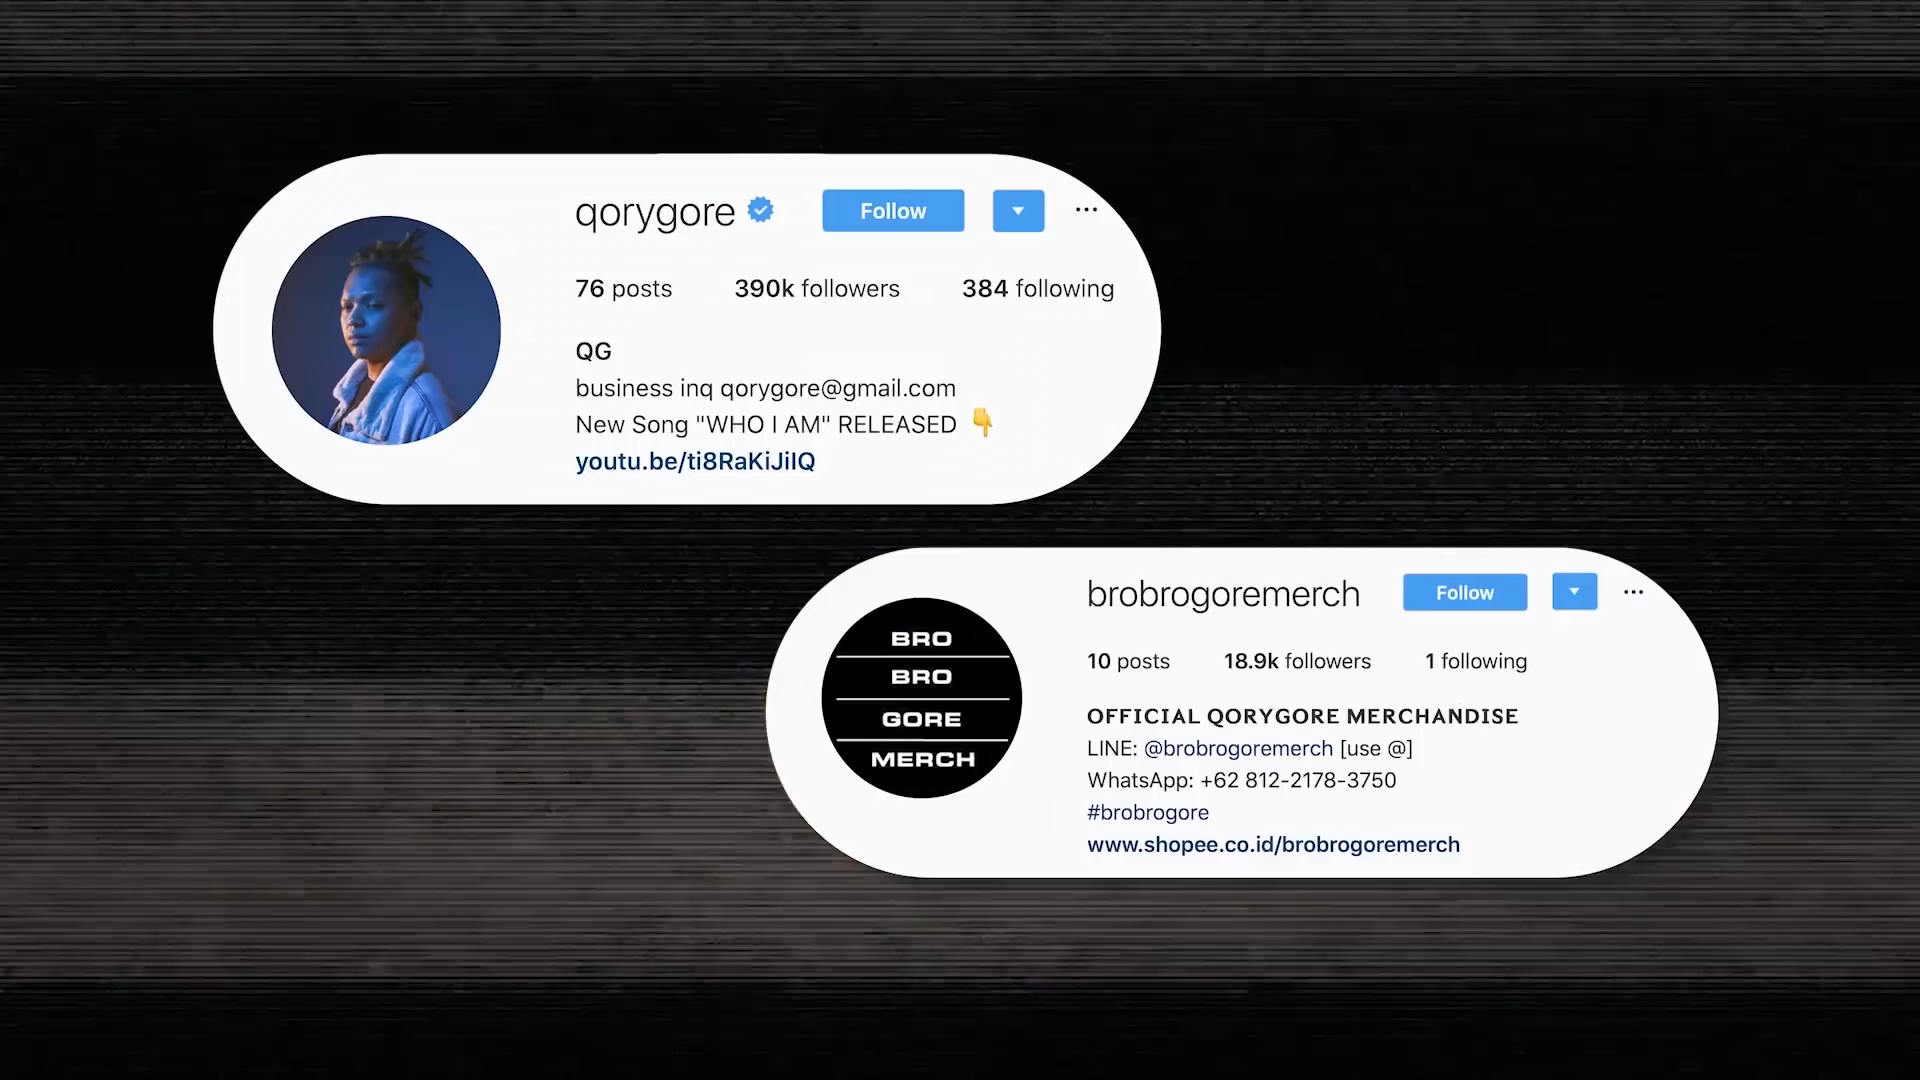 qorygore Follow
76 posts 390k followers 384 following
QG
business inq qorygore@gmail.com
New Song "WHO I AM" RELEASED 👇
youtu.be/ti8RaKiJiIQ
BRO
BRO
GORE
MERCH
brobrogoremerch Follow
10 posts 18.9k followers 1 following
OFFICIAL QORYGORE MERCHANDISE
LINE: @brobrogoremerch [use @]
WhatsApp: +62 812-2178-3750
#brobrogore
www.shopee.co.id/brobrogoremerch